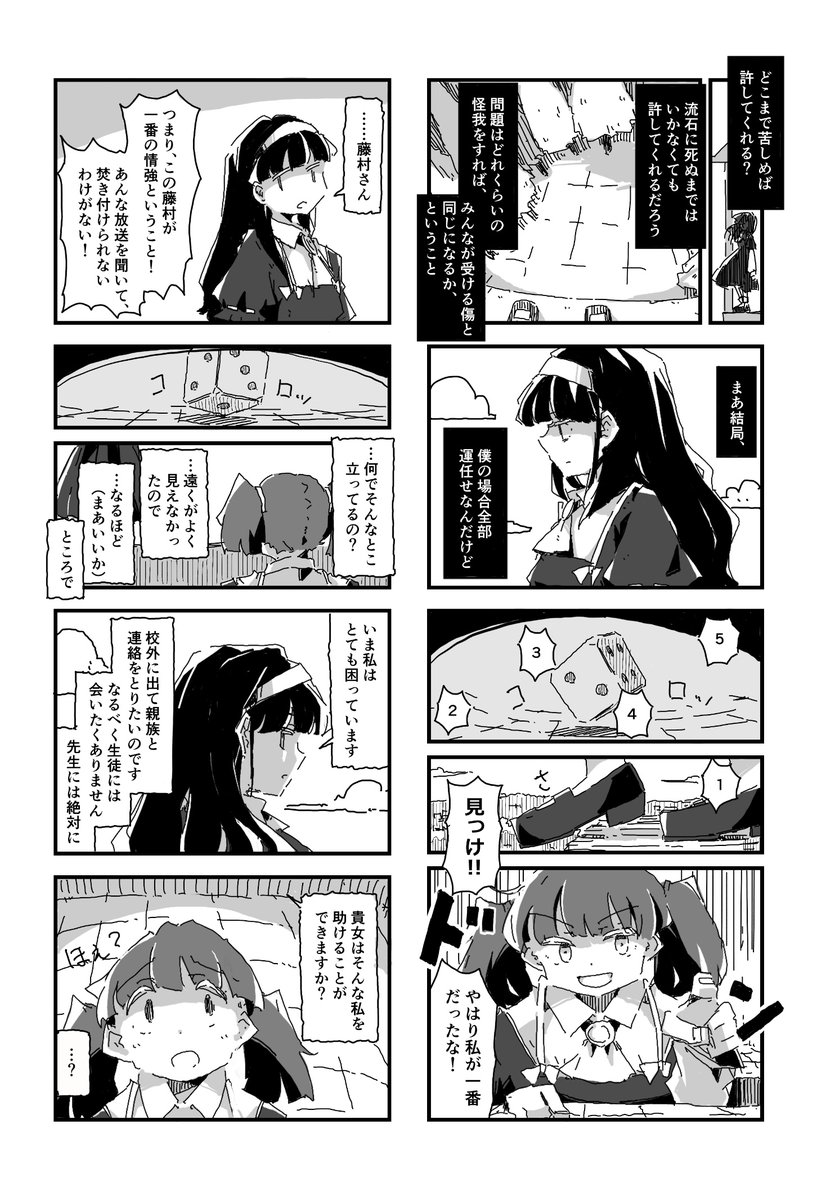 どこまで苦しめば
許してくれる？
流石に死ぬまでは
いかなくても
許してくれるだろう
問題はどれくらいの
怪我をすれば、
みんなが受ける傷と
同じになるか、
ということ
まあ結局、
僕の場合全部
運任せなんだけど
5
4
3
2
1
さっ
見つけ!!
ドン
やはり私が一番
だったな！
……藤村さん
つまり、この藤村が
一番の情強ということ！
あんな放送を聞いて、
焚き付けられない
わけがない！
コロッ
…何でそんなとこ
立ってるの？
…遠くがよく
見えなかっ
たので
…なるほど
(まあいいか)
ところで
いま私は
とても困っています
校外に出て親族と
連絡をとりたいのです
なるべく生徒には
会いたくありません
先生には絶対に
貴女はそんな私を
助けることが
できますか？
ほえ？
…？